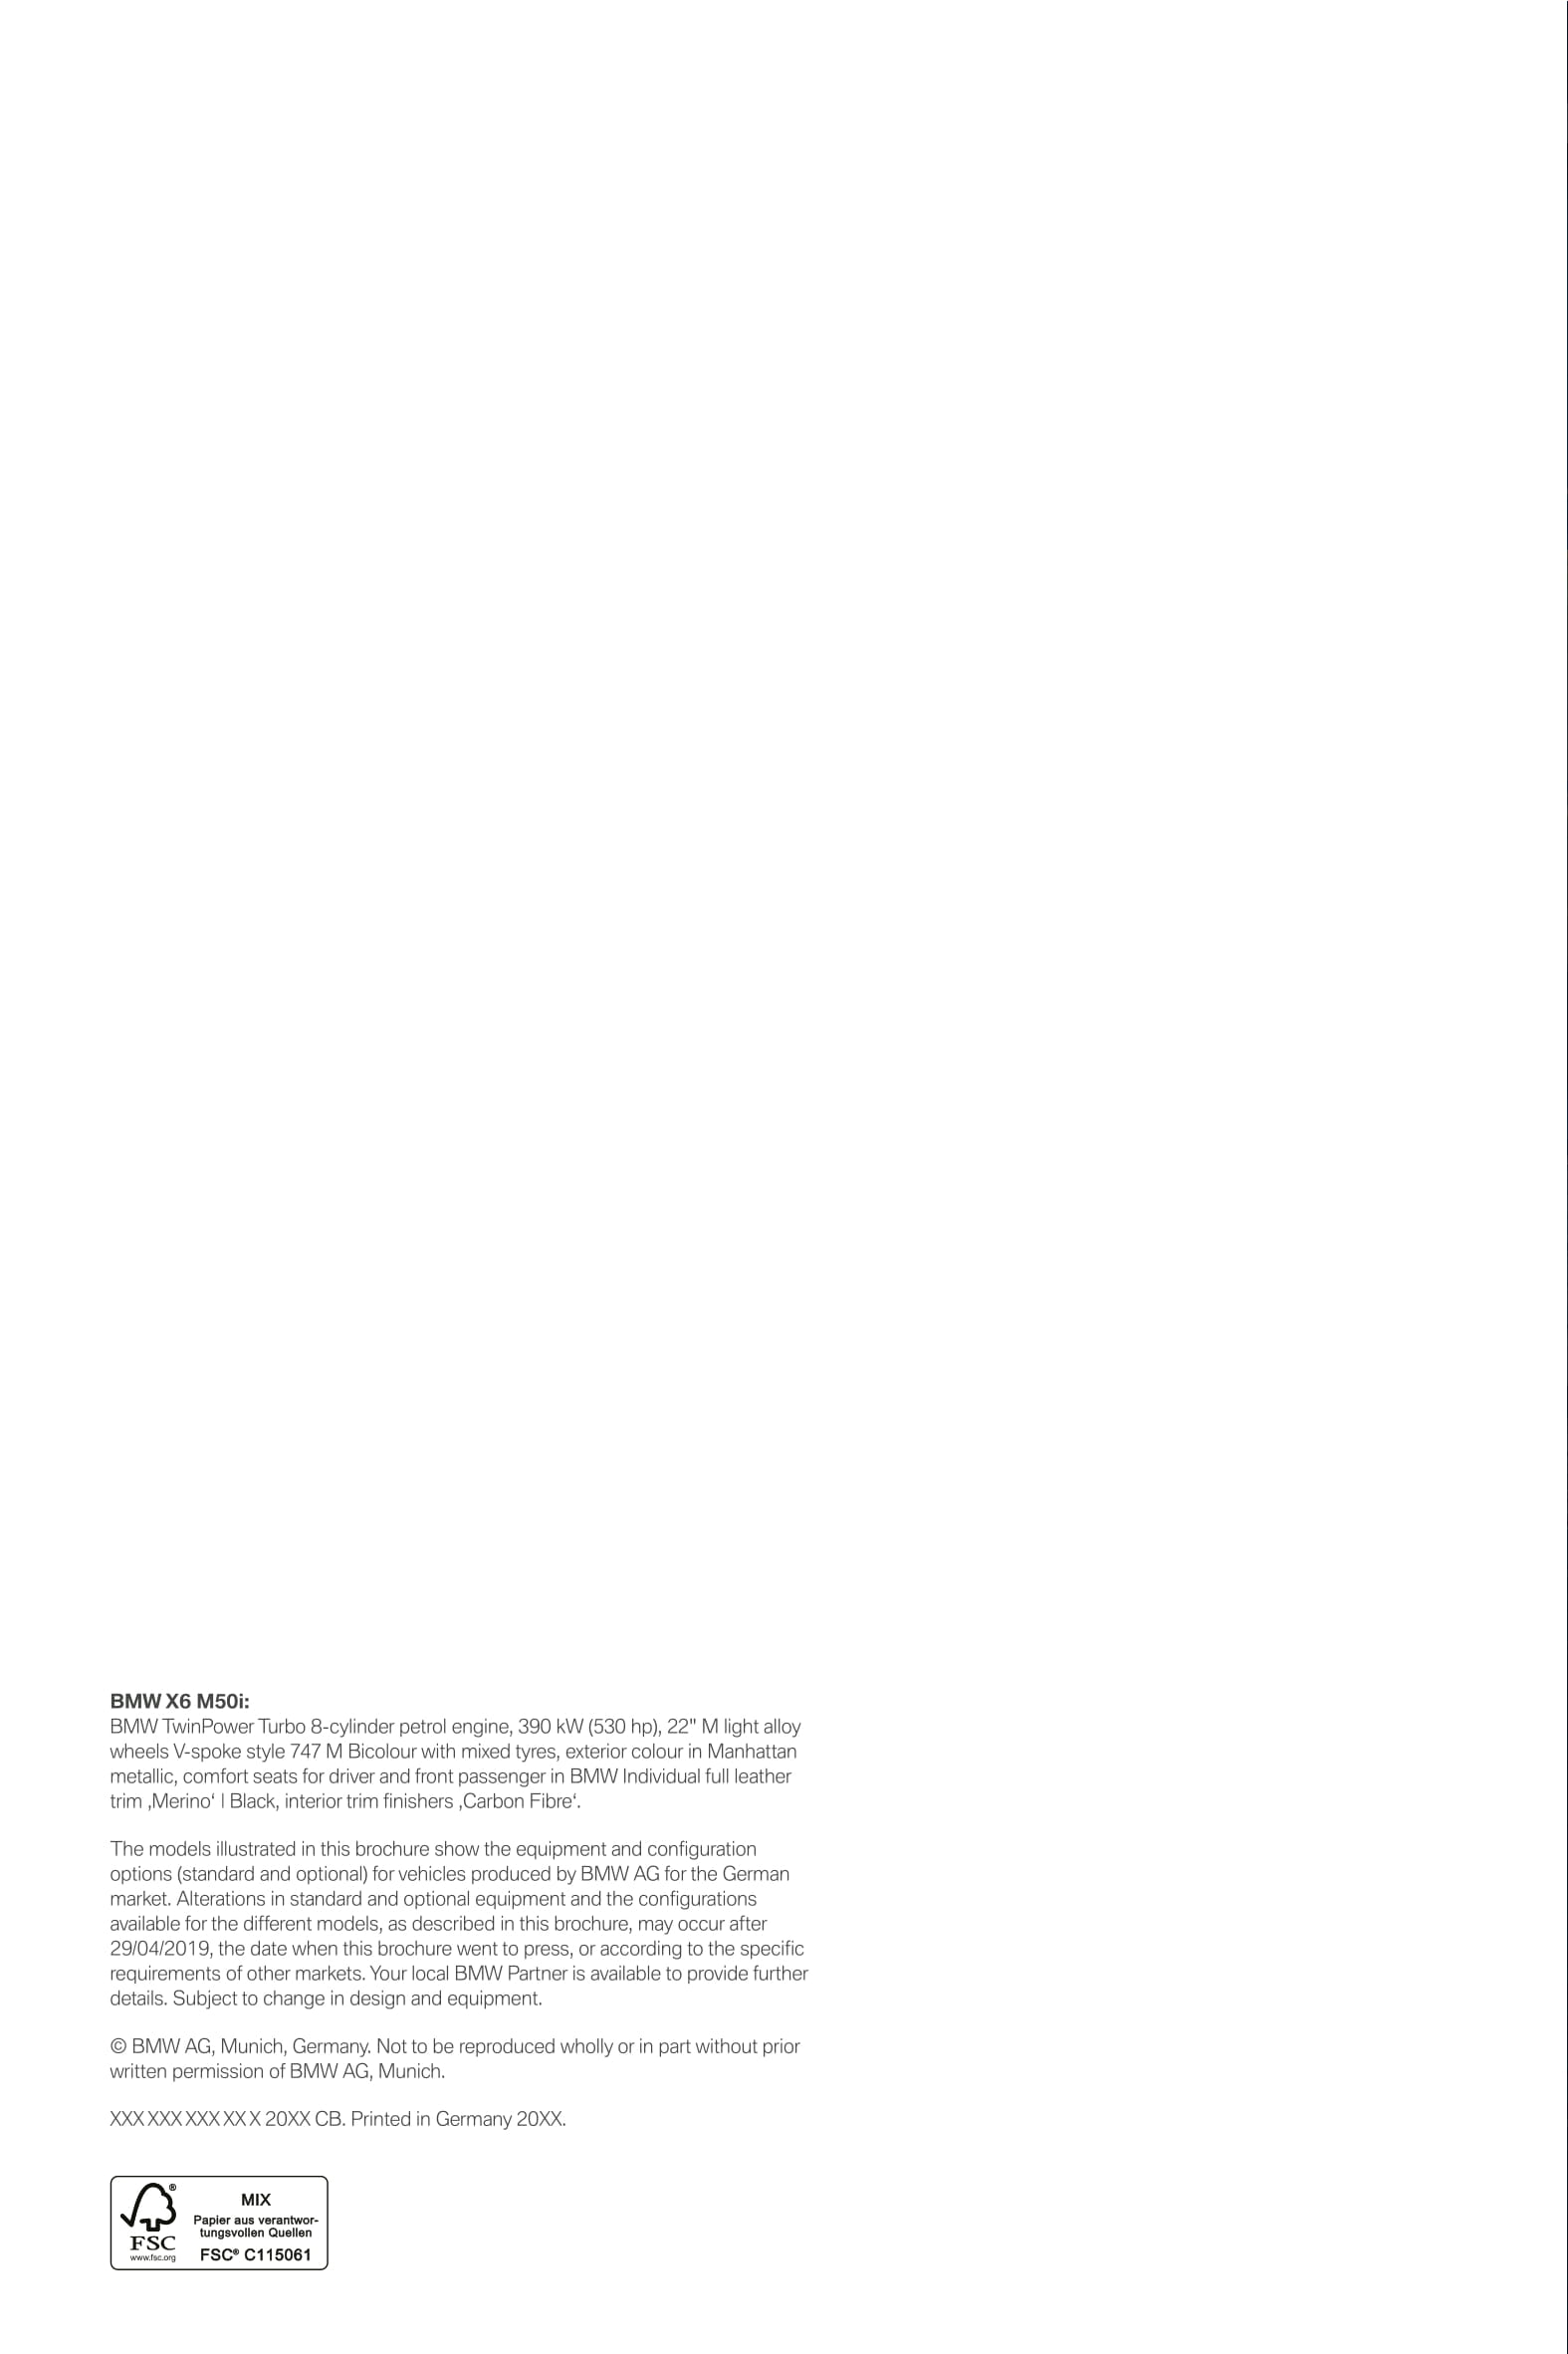 BMW X6 M50i:
BMW TwinPower Turbo 8-cylinder petrol engine, 390 kW (530 hp), 22" M light alloy
wheels V-spoke style 747 M Bicolour with mixed tyres, exterior colour in Manhattan
metallic, comfort seats for driver and front passenger in BMW Individual full leather
trim ‚Merino‘ | Black, interior trim finishers ‚Carbon Fibre‘.
The models illustrated in this brochure show the equipment and configuration
options (standard and optional) for vehicles produced by BMW AG for the German
market. Alterations in standard and optional equipment and the configurations
available for the different models, as described in this brochure, may occur after
29/04/2019, the date when this brochure went to press, or according to the specific
requirements of other markets. Your local BMW Partner is available to provide further
details. Subject to change in design and equipment.
© BMW AG, Munich, Germany. Not to be reproduced wholly or in part without prior
written permission of BMW AG, Munich.
XXX XXX XXX XX X 20XX CB. Printed in Germany 20XX.
®
FSC
www.fsc.org
MIX
Papier aus verantwor-
tungsvollen Quellen
FSC® C115061